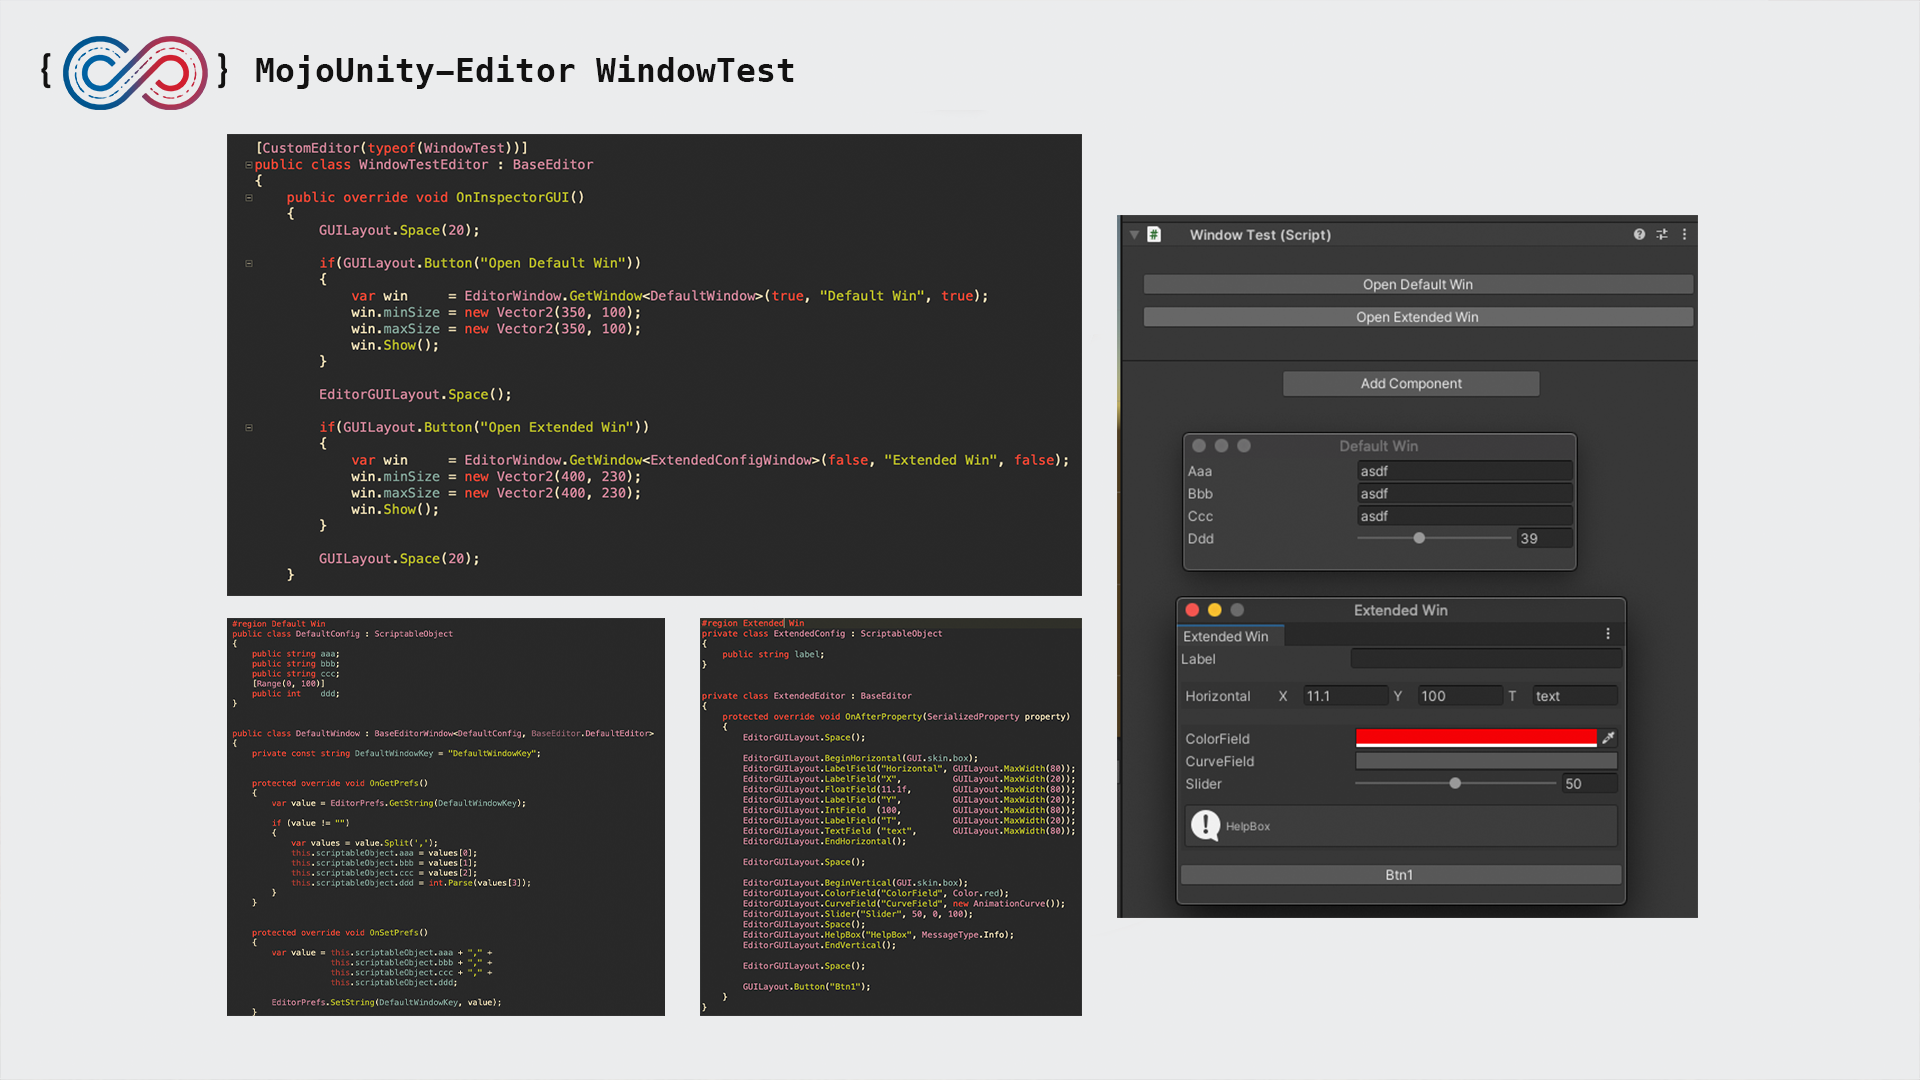 { } MojoUnity-Editor WindowTest
[CustomEditor(typeof(WindowTest))]
public class WindowTestEditor : BaseEditor
{
public override void OnInspectorGUI()
{
GUILayout.Space(20);
if(GUILayout.Button("Open Default Win"))
{
var win = EditorWindow.GetWindow<DefaultWindow>(true, "Default Win", true);
win.minSize = new Vector2(350, 100);
win.maxSize = new Vector2(350, 100);
win.Show();
}
EditorGUILayout.Space();
if(GUILayout.Button("Open Extended Win"))
{
var win = EditorWindow.GetWindow<ExtendedConfigWindow>(false, "Extended Win", false);
win.minSize = new Vector2(400, 230);
win.maxSize = new Vector2(400, 230);
win.Show();
}
GUILayout.Space(20);
}
#region Default Win
public class DefaultConfig : ScriptableObject
{
public string aaa;
public string bbb;
public string ccc;
[Range(0, 100)]
public int ddd;
}
public class DefaultWindow : BaseEditorWindow<DefaultConfig, BaseEditor.DefaultEditor>
{
private const string DefaultWindowKey = "DefaultWindowKey";
protected override void OnGetPrefs()
{
var value = EditorPrefs.GetString(DefaultWindowKey);
if (value != "")
{
var values = value.Split(',');
this.scriptableObject.aaa = values[0];
this.scriptableObject.bbb = values[1];
this.scriptableObject.ccc = values[2];
this.scriptableObject.ddd = int.Parse(values[3]);
}
}
protected override void OnSetPrefs()
{
var value = this.scriptableObject.aaa + "," +
this.scriptableObject.bbb + "," +
this.scriptableObject.ccc + "," +
this.scriptableObject.ddd;
EditorPrefs.SetString(DefaultWindowKey, value);
}
#region Extended Win
private class ExtendedConfig : ScriptableObject
{
public string label;
}
private class ExtendedEditor : BaseEditor
{
protected override void OnAfterProperty(SerializedProperty property)
{
EditorGUILayout.Space();
EditorGUILayout.BeginHorizontal(GUI.skin.box);
EditorGUILayout.LabelField("Horizontal", GUILayout.MaxWidth(80));
EditorGUILayout.LabelField("X", GUILayout.MaxWidth(20));
EditorGUILayout.FloatField(11.1f, GUILayout.MaxWidth(80));
EditorGUILayout.LabelField("Y", GUILayout.MaxWidth(20));
EditorGUILayout.IntField (100, GUILayout.MaxWidth(80));
EditorGUILayout.LabelField("T", GUILayout.MaxWidth(20));
EditorGUILayout.TextField ("text", GUILayout.MaxWidth(80));
EditorGUILayout.EndHorizontal();
EditorGUILayout.Space();
EditorGUILayout.BeginVertical(GUI.skin.box);
EditorGUILayout.ColorField("ColorField", Color.red);
EditorGUILayout.CurveField("CurveField", new AnimationCurve());
EditorGUILayout.Slider("Slider", 50, 0, 100);
EditorGUILayout.Space();
EditorGUILayout.HelpBox("HelpBox", MessageType.Info);
EditorGUILayout.EndVertical();
EditorGUILayout.Space();
GUILayout.Button("Btn1");
}
}
# Window Test (Script)
Open Default Win
Open Extended Win
Add Component
Default Win
Aaa asdf
Bbb asdf
Ccc asdf
Ddd 39
Extended Win
Extended Win
Label
Horizontal X 11.1 Y 100 T text
ColorField
CurveField
Slider 50
HelpBox
Btn1